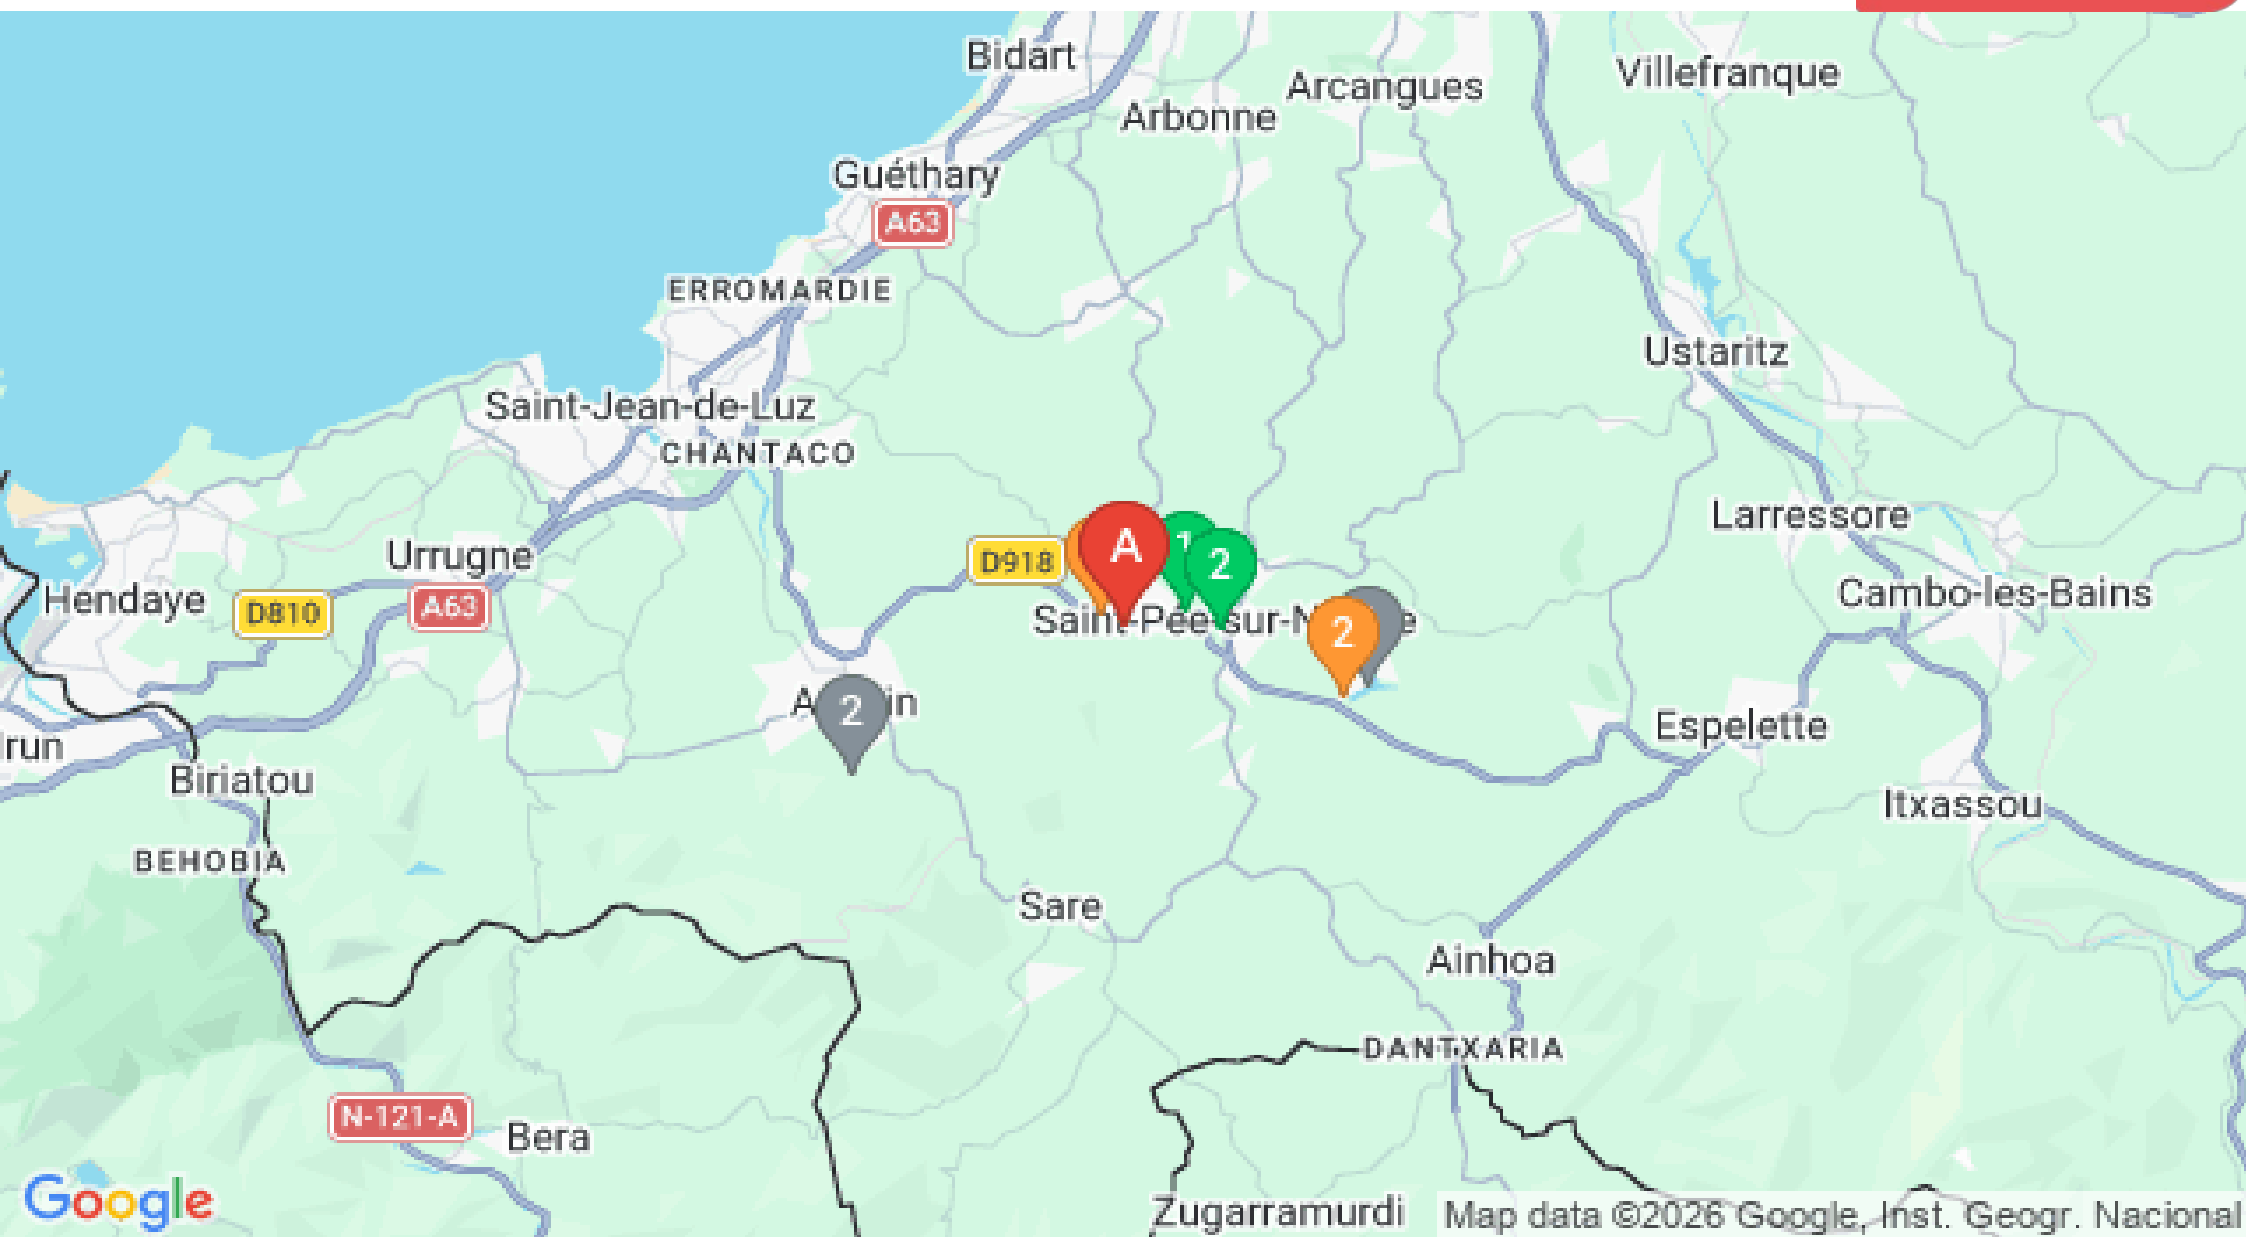 Bidart
Villefranque
Arcangues
Arbonne
Guéthary
A63
ERROMARDIE
Ustaritz
Saint-Jean-de-Luz
CHANTACO
Larressore
A
1
2
D918
Urrugne
Hendaye
D810
A63
Cambo-les-Bains
2
2
Espelette
Irun
Biriatou
Itxassou
BEHOBIA
Sare
Ainhoa
DANTXARIA
N-121-A
Bera
Google
Zugarramurdi
Map data ©2026 Google, Inst. Geogr. Nacional